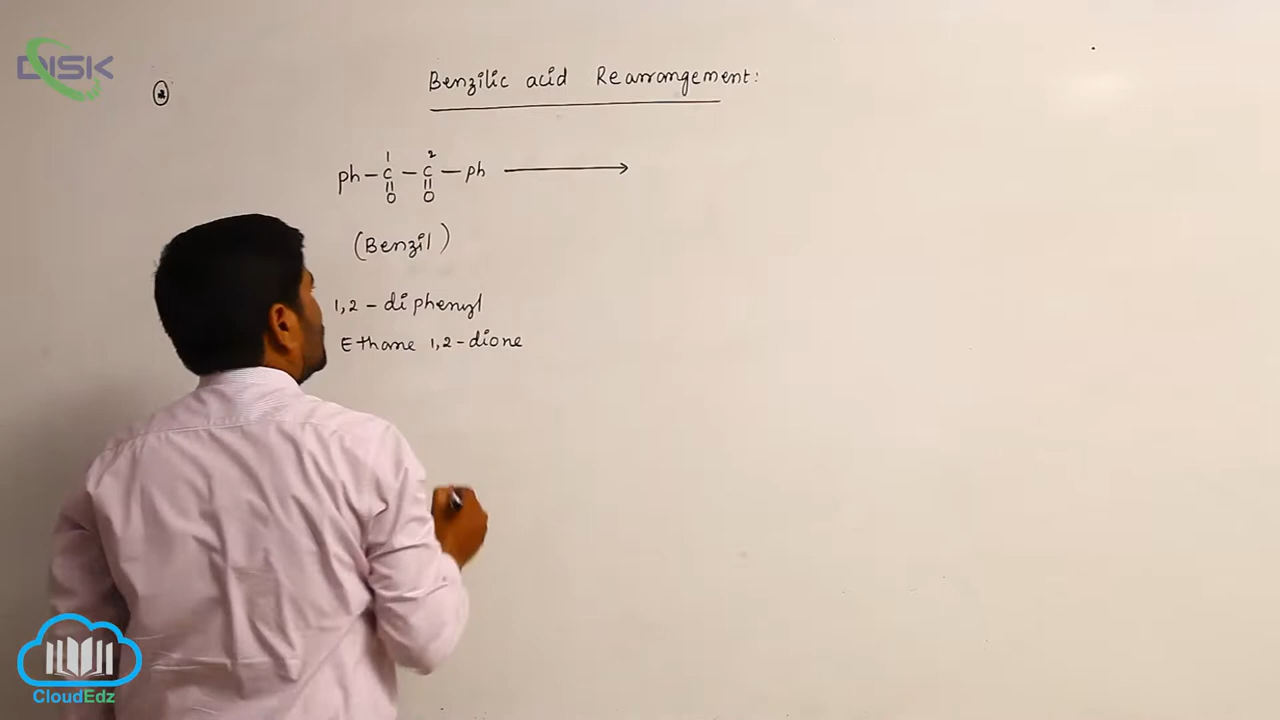 DISK
Benzilic acid Rearrangement:
1 2
ph-C-C-ph
O O
(Benzil)
1,2-diphenyl
Ethane 1,2-dione
CloudEdz